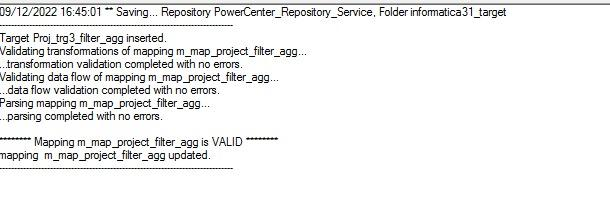 09/12/2022 16:45:01 ** Saving... Repository PowerCenter_Repository_Service, Folder informatica31_target
Target Proj_trg3_filter_agg inserted.
Validating transformations of mapping m_map_project_filter_agg...
...transformation validation completed with no errors.
Validating data flow of mapping m_map_project_filter_agg...
...data flow validation completed with no errors.
Parsing mapping m_map_project_filter_agg...
...parsing completed with no errors.
******** Mapping m_map_project_filter_agg is VALID ********
mapping m_map_project_filter_agg updated.